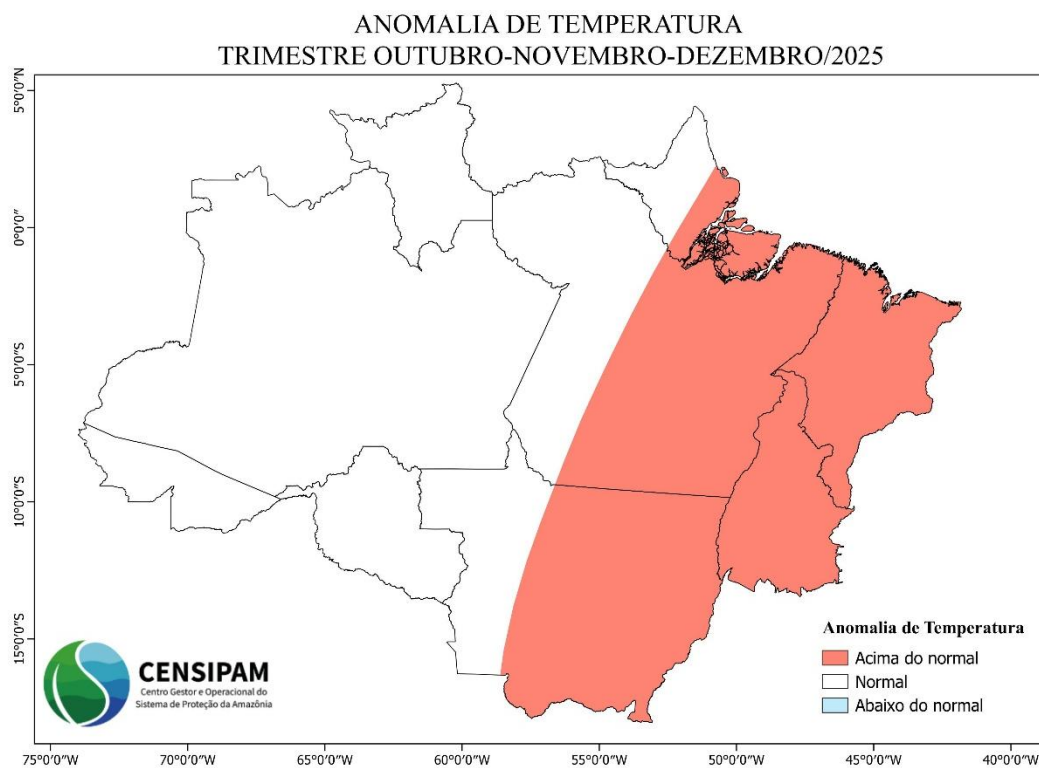 ANOMALIA DE TEMPERATURA
TRIMESTRE OUTUBRO-NOVEMBRO-DEZEMBRO/2025
5°0'0"N
0°0'0"
5°0'0"S
10°0'0"S
15°0'0"S
Anomalia de Temperatura
Acima do normal
Normal
Abaixo do normal
CENSIPAM
Centro Gestor e Operacional do
Sistema de Proteção da Amazônia
75°0'0"W 70°0'0"W 65°0'0"W 60°0'0"W 55°0'0"W 50°0'0"W 45°0'0"W 40°0'0"W